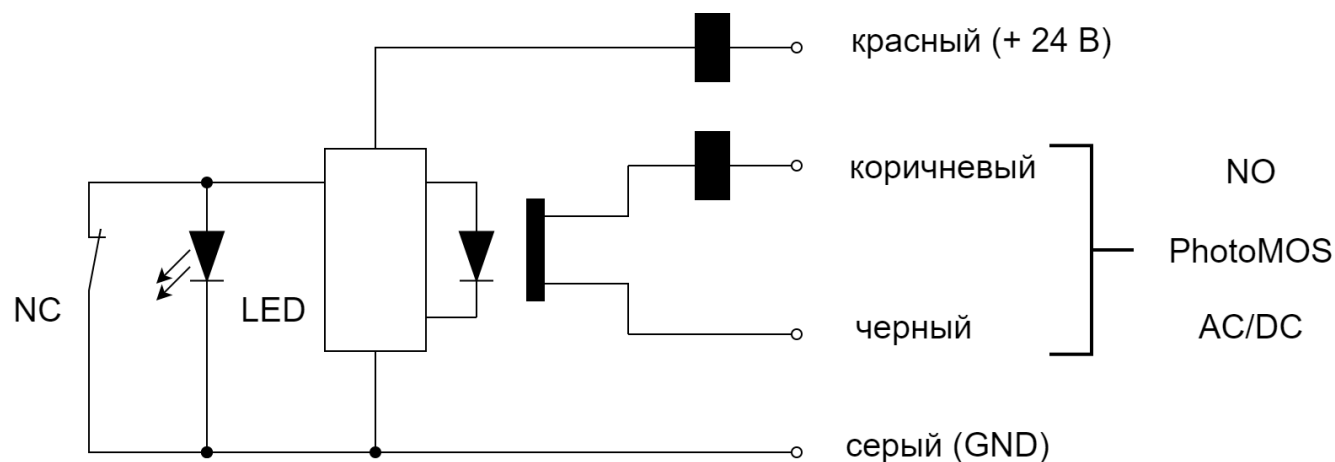 красный (+ 24 В)
коричневый
NO
PhotoMOS
NC
LED
черный
AC/DC
серый (GND)